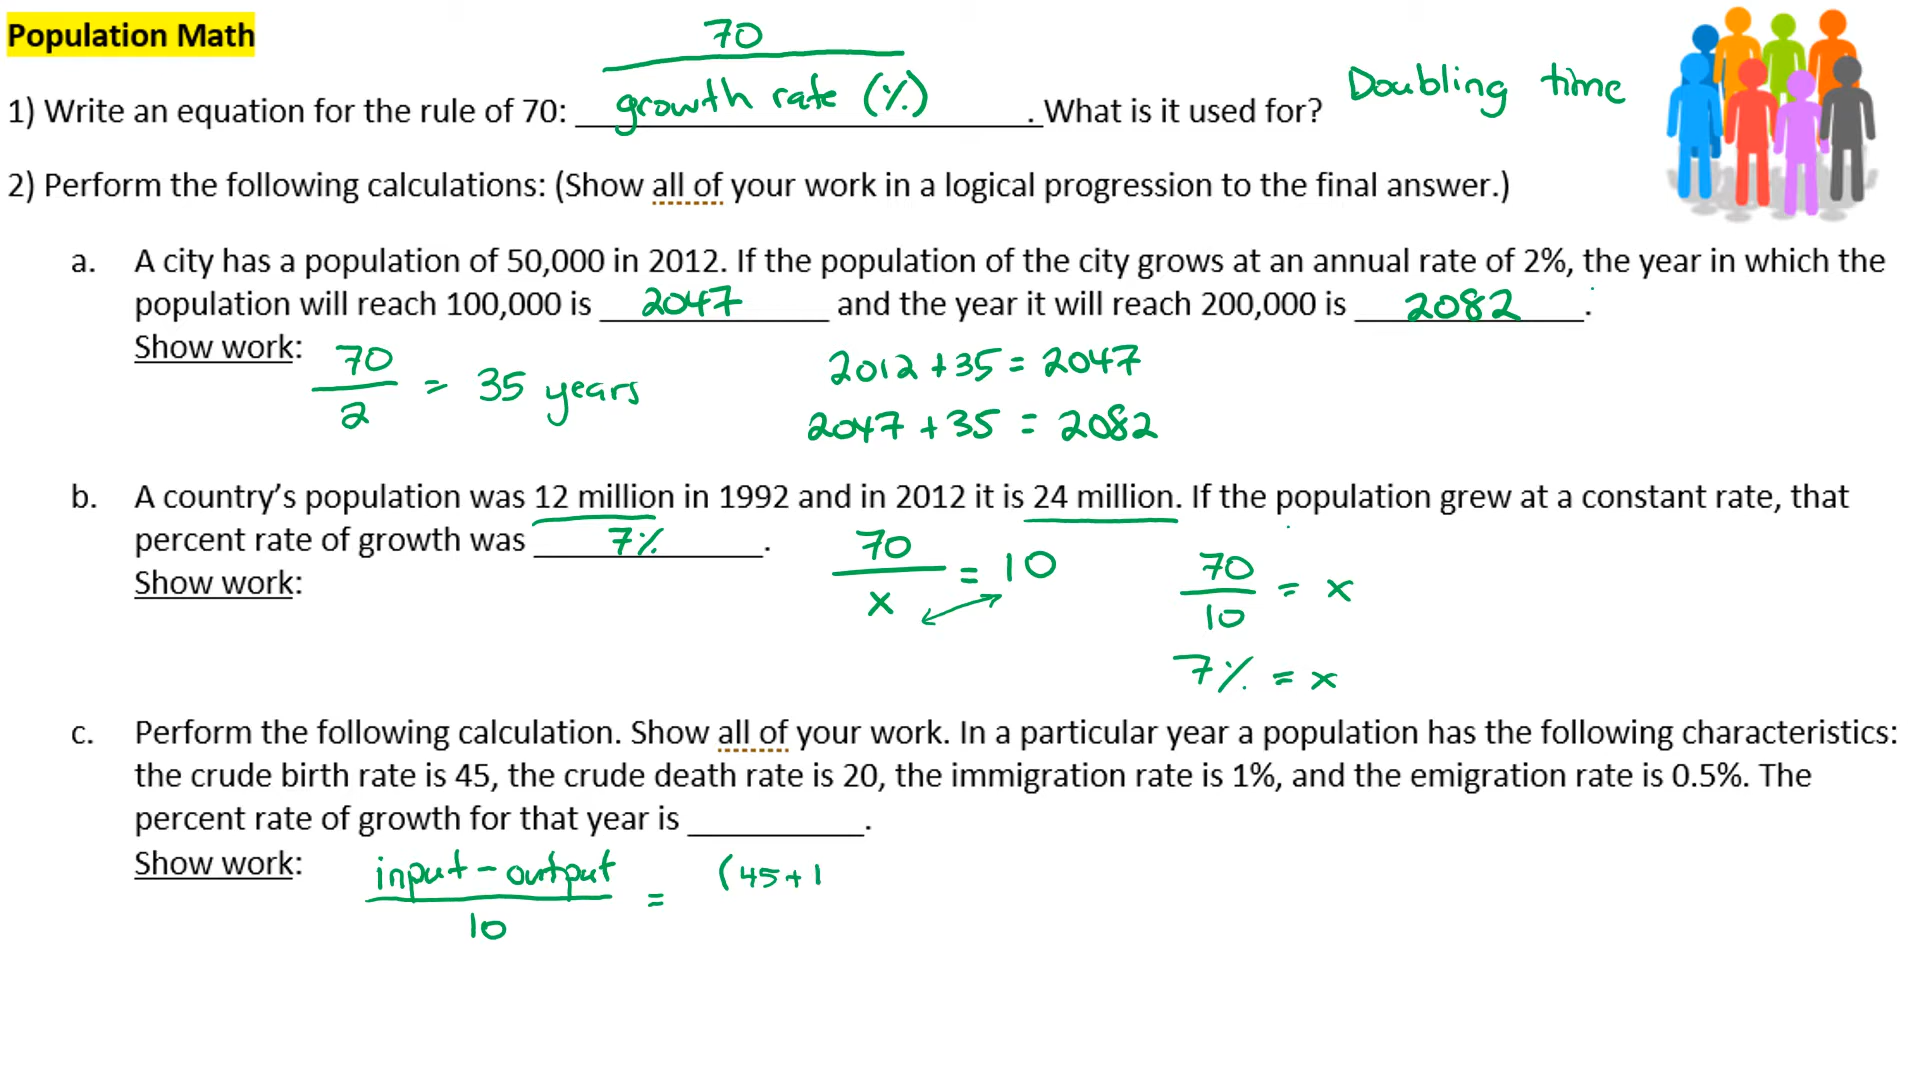 Population Math
70
1) Write an equation for the rule of 70: growth rate (%). What is it used for? Doubling time
2) Perform the following calculations: (Show all of your work in a logical progression to the final answer.)
a. A city has a population of 50,000 in 2012. If the population of the city grows at an annual rate of 2%, the year in which the
population will reach 100,000 is 2047 and the year it will reach 200,000 is 2082.
Show work:
70
2
= 35 years
2012 + 35 = 2047
2047 + 35 = 2082
b. A country's population was 12 million in 1992 and in 2012 it is 24 million. If the population grew at a constant rate, that
percent rate of growth was 7%.
Show work:
70
x
= 10
70
10
= x
7% = x
c. Perform the following calculation. Show all of your work. In a particular year a population has the following characteristics:
the crude birth rate is 45, the crude death rate is 20, the immigration rate is 1%, and the emigration rate is 0.5%. The
percent rate of growth for that year is __________.
Show work:
input - output
10
= (45+1